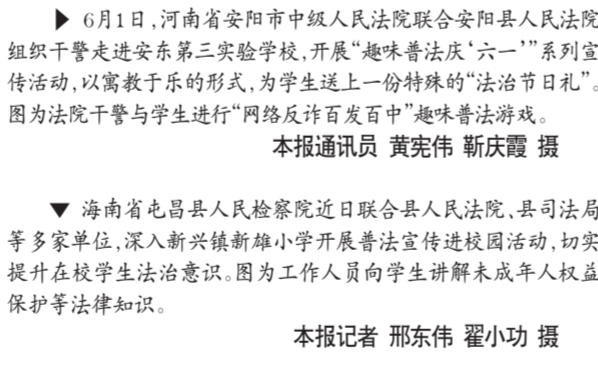 ▶ 6月1日,河南省安阳市中级人民法院联合安阳县人民法院
组织干警走进安东第三实验学校,开展“趣味普法庆‘六一’”系列宣
传活动,以寓教于乐的形式,为学生送上一份特殊的“法治节日礼”。
图为法院干警与学生进行“网络反诈百发百中”趣味普法游戏。
本报通讯员 黄宪伟 靳庆霞 摄
▼ 海南省屯昌县人民检察院近日联合县人民法院、县司法局
等多家单位,深入新兴镇新雄小学开展普法宣传进校园活动,切实
提升在校学生法治意识。图为工作人员向学生讲解未成年人权益
保护等法律知识。
本报记者 邢东伟 翟小功 摄